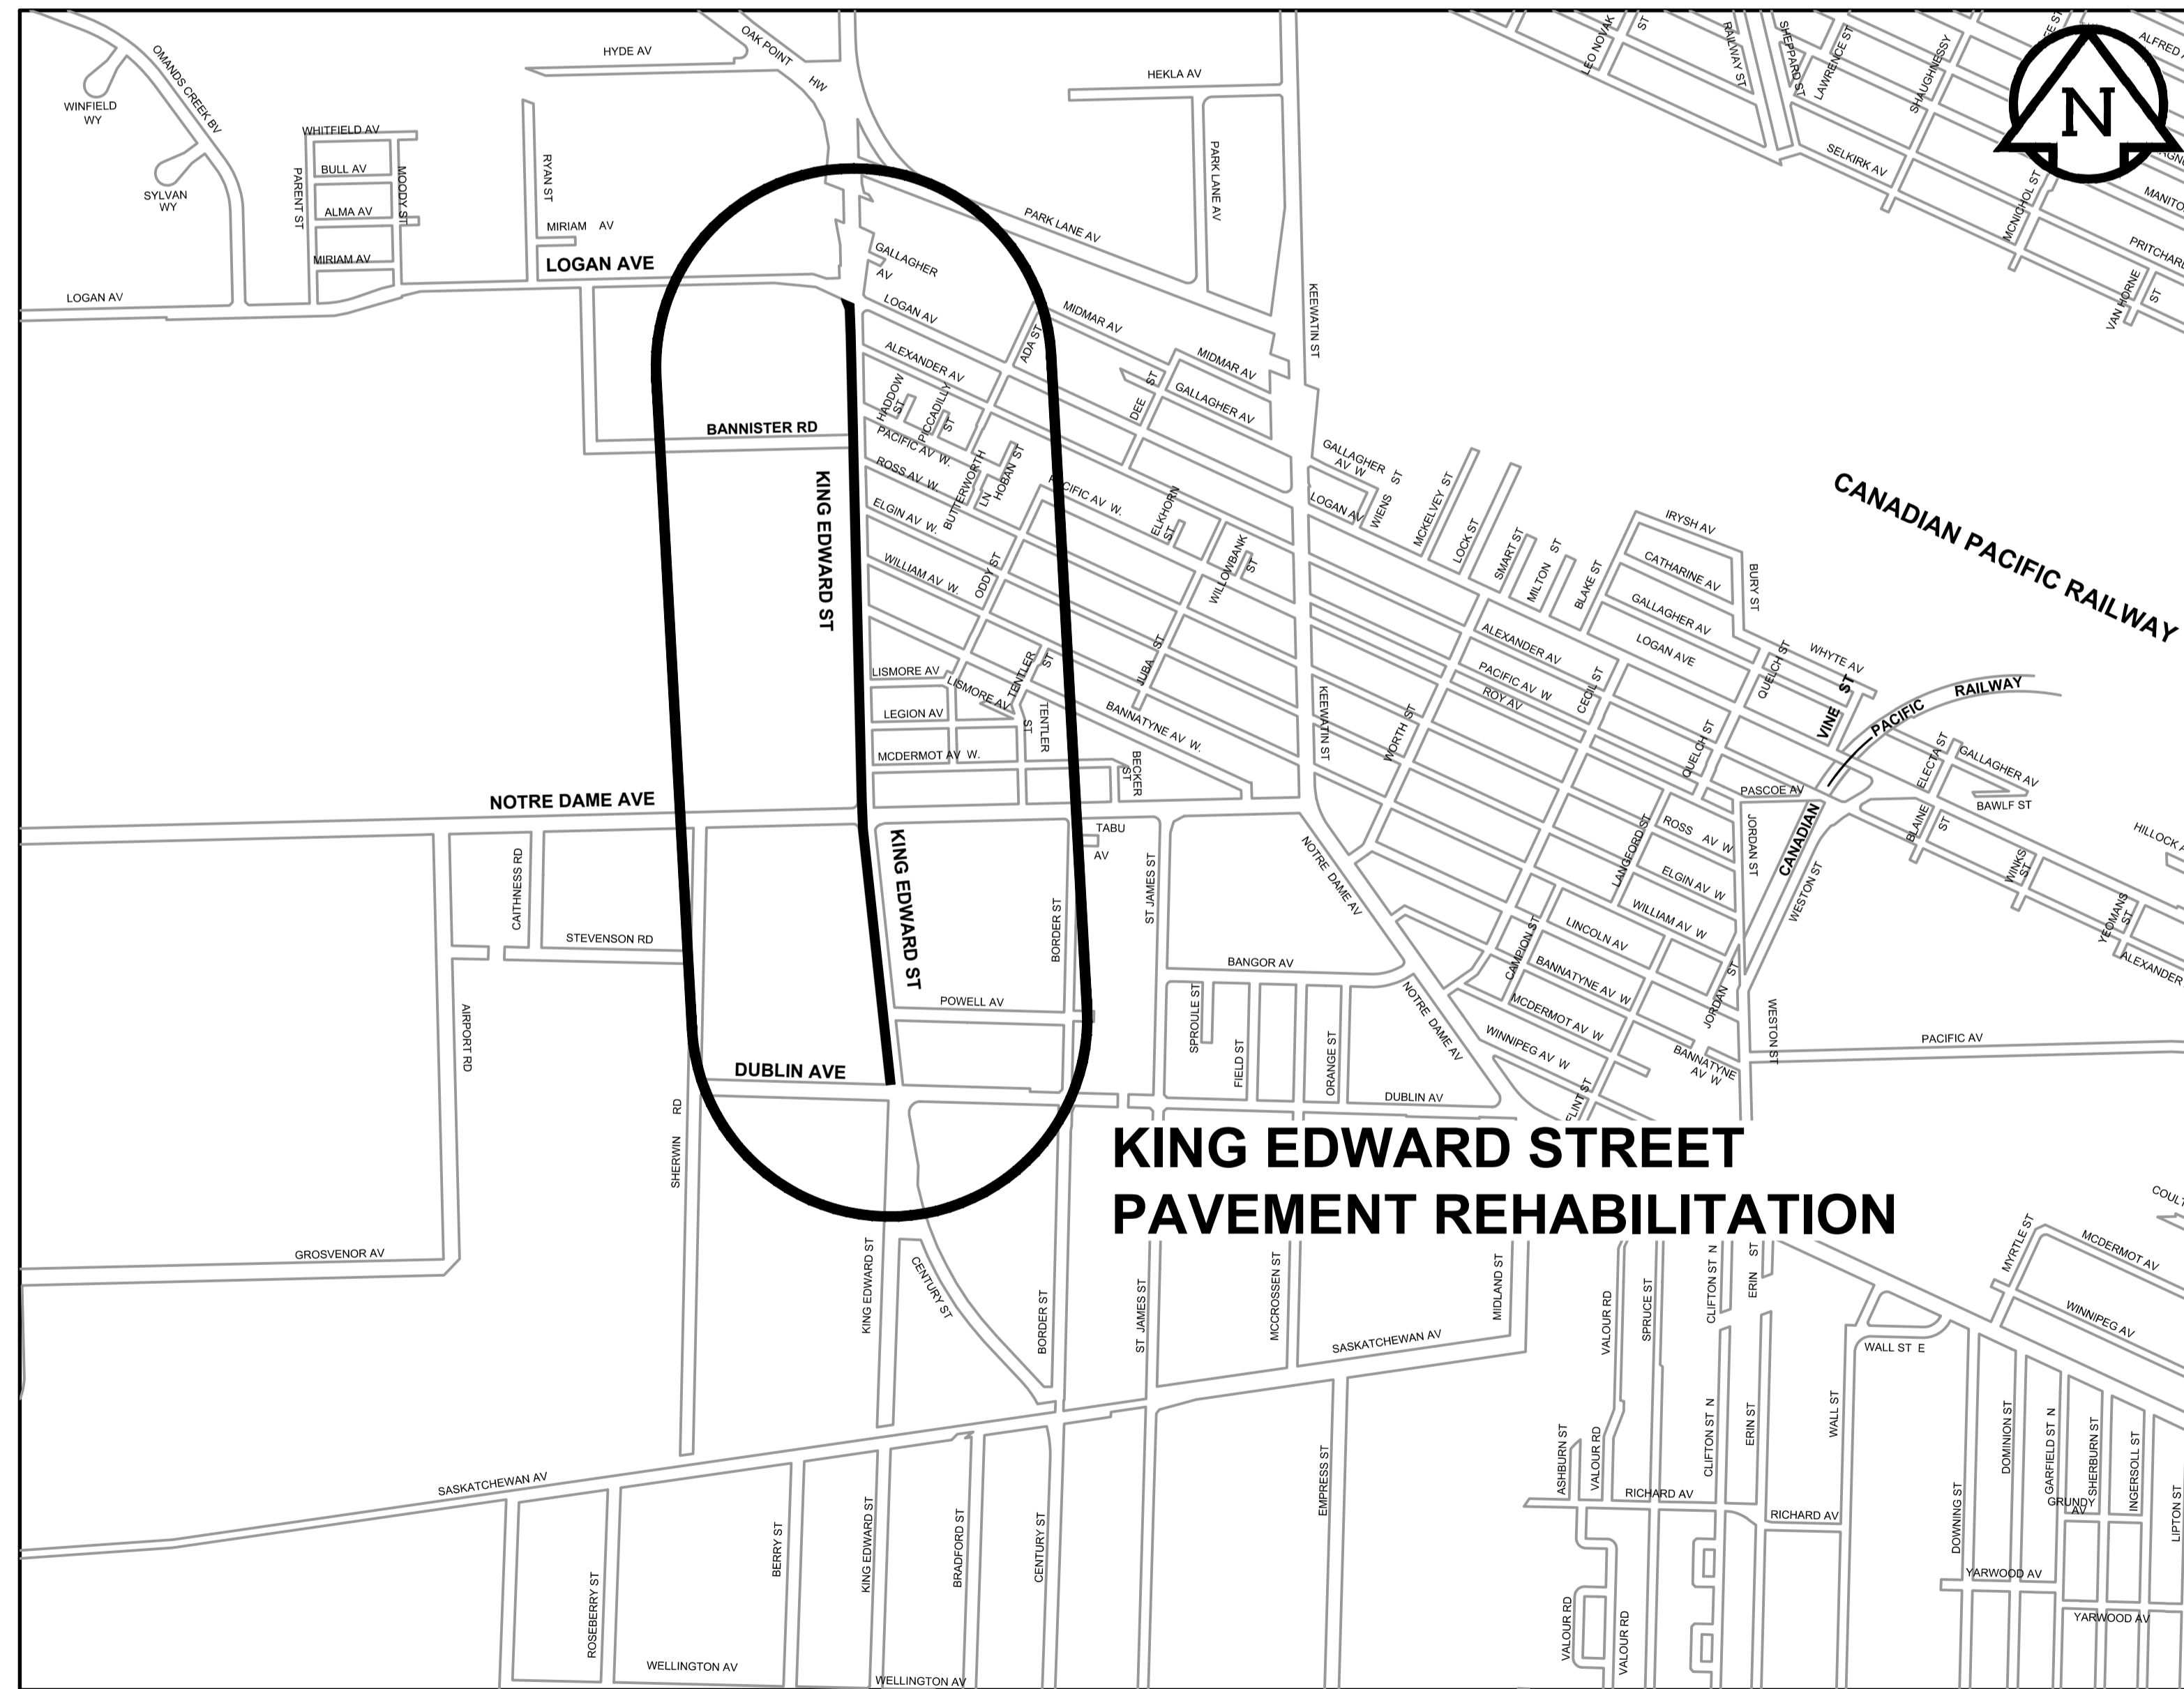 OMANDS CREEK BV
WINFIELD
WY
SYLVAN
WY
HYDE AV
OAK POINT
HW
HEKLA AV
LEO NOVAK
ST
RAILWAY ST
SHEPPARD ST
LAWRENCE ST
SHAUGHNESSY
ALFRED
N
SELKIRK AV
MCNICHOL ST
MANITO
PRITCHARD
VAN HORNE
ST
WHITFIELD AV
BULL AV
ALMA AV
MIRIAM AV
PARENT ST
MOODY ST
RYAN ST
MIRIAM AV
LOGAN AVE
LOGAN AV
PARK LANE AV
PARK LANE AV
KEEWATIN ST
GALLAGHER
AV
LOGAN AV
ALEXANDER AV
ADA ST
MIDMAR AV
MIDMAR AV
GALLAGHER AV
DEE ST
HADDOW
ST
PICCADILLY
ST
BANNISTER RD
PACIFIC AV W.
ROSS AV W.
ELGIN AV W.
WILLIAM AV W.
BUTTERWORTH
LN
HOBAN ST
PACIFIC AV W.
ELKHORN
ST
WILLOWBANK
ST
ODDY ST
KING EDWARD ST
GALLAGHER
AV W
LOGAN AV
WIENS ST
MCKELVEY ST
LOCK ST
SMART ST
MILTON ST
BLAKE ST
IRYSH AV
CATHARINE AV
GALLAGHER AV
LOGAN AVE
BURY ST
CANADIAN PACIFIC RAILWAY
ALEXANDER AV
PACIFIC AV W
ROY AV
CECIL ST
QUELCH ST
WHYTE AV
VINE ST
PACIFIC
RAILWAY
LISMORE AV
LISMORE AV
LEGION AV
MCDERMOT AV W.
TENTLER
ST
TENTLER
ST
JUBA ST
BANNATYNE AV W.
BECKER
ST
KEEWATIN ST
WORTH ST
QUELCH ST
PASCOE AV
ELECTA ST
GALLAGHER AV
BAWLF ST
BLAINE
ST
HILLOCK A
WINKS
ST
YEOMANS
ST
ALEXANDER
NOTRE DAME AVE
KING EDWARD ST
TABU
AV
CAITHNESS RD
STEVENSON RD
BORDER ST
ST JAMES ST
NOTRE DAME AV
LANGFORD ST
ROSS AV W
ELGIN AV W
WILLIAM AV W
JORDAN ST
CANADIAN
WESTON ST
LINCOLN AV
CAMPION ST
BANNATYNE AV W
MCDERMOT AV W
WINNIPEG AV W
JORDAN ST
BANNATYNE
AV W
WESTON ST
PACIFIC AV
AIRPORT RD
POWELL AV
BANGOR AV
SPROULE ST
FIELD ST
ORANGE ST
NOTRE DAME AV
DUBLIN AVE
DUBLIN AV
FLINT ST
SHERWIN RD
KING EDWARD STREET
PAVEMENT REHABILITATION
GROSVENOR AV
KING EDWARD ST
CENTURY ST
BORDER ST
ST JAMES ST
MCCROSSEN ST
MIDLAND ST
SASKATCHEWAN AV
VALOUR RD
SPRUCE ST
CLIFTON ST N
ERIN ST
MYRTLE ST
MCDERMOT AV
WINNIPEG AV
WALL ST E
SASKATCHEWAN AV
ROSEBERRY ST
BERRY ST
KING EDWARD ST
BRADFORD ST
CENTURY ST
EMPRESS ST
ASHBURN ST
VALOUR RD
CLIFTON ST N
ERIN ST
WALL ST
RICHARD AV
RICHARD AV
DOWNING ST
DOMINION ST
GARFIELD ST N
SHERBURN ST
GRUNDY
AV
INGERSOLL ST
LIPTON ST
YARWOOD AV
YARWOOD AV
VALOUR RD
VALOUR RD
WELLINGTON AV
WELLINGTON AV